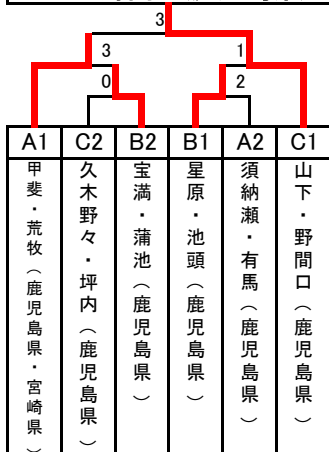 3
3
1
0
2
A1 C2 B2 B1 A2 C1
甲斐・荒牧（鹿児島県・宮崎県）
久木野々・坪内（鹿児島県）
宝満・蒲池（鹿児島県）
星原・池頭（鹿児島県）
須納瀬・有馬（鹿児島県）
山下・野間口（鹿児島県）